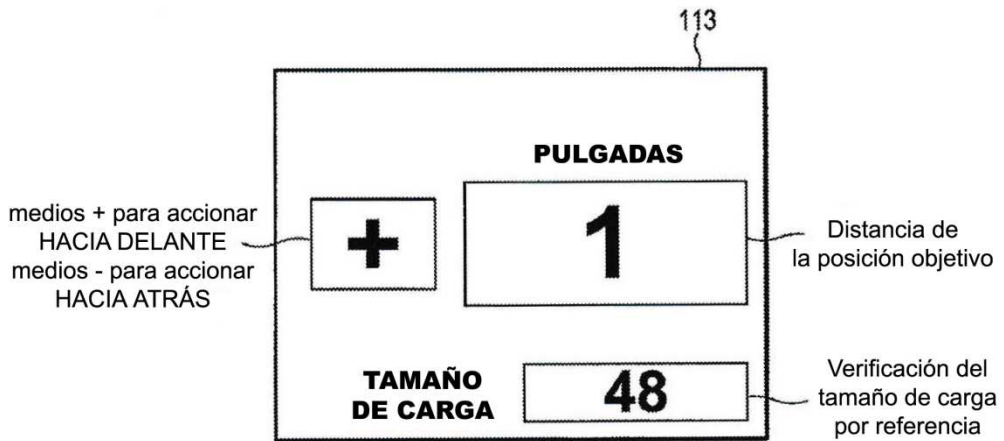 113
PULGADAS
medios + para accionar
HACIA DELANTE
medios - para accionar
HACIA ATRÁS
+
1
Distancia de
la posición objetivo
TAMAÑO
DE CARGA
48
Verificación del
tamaño de carga
por referencia